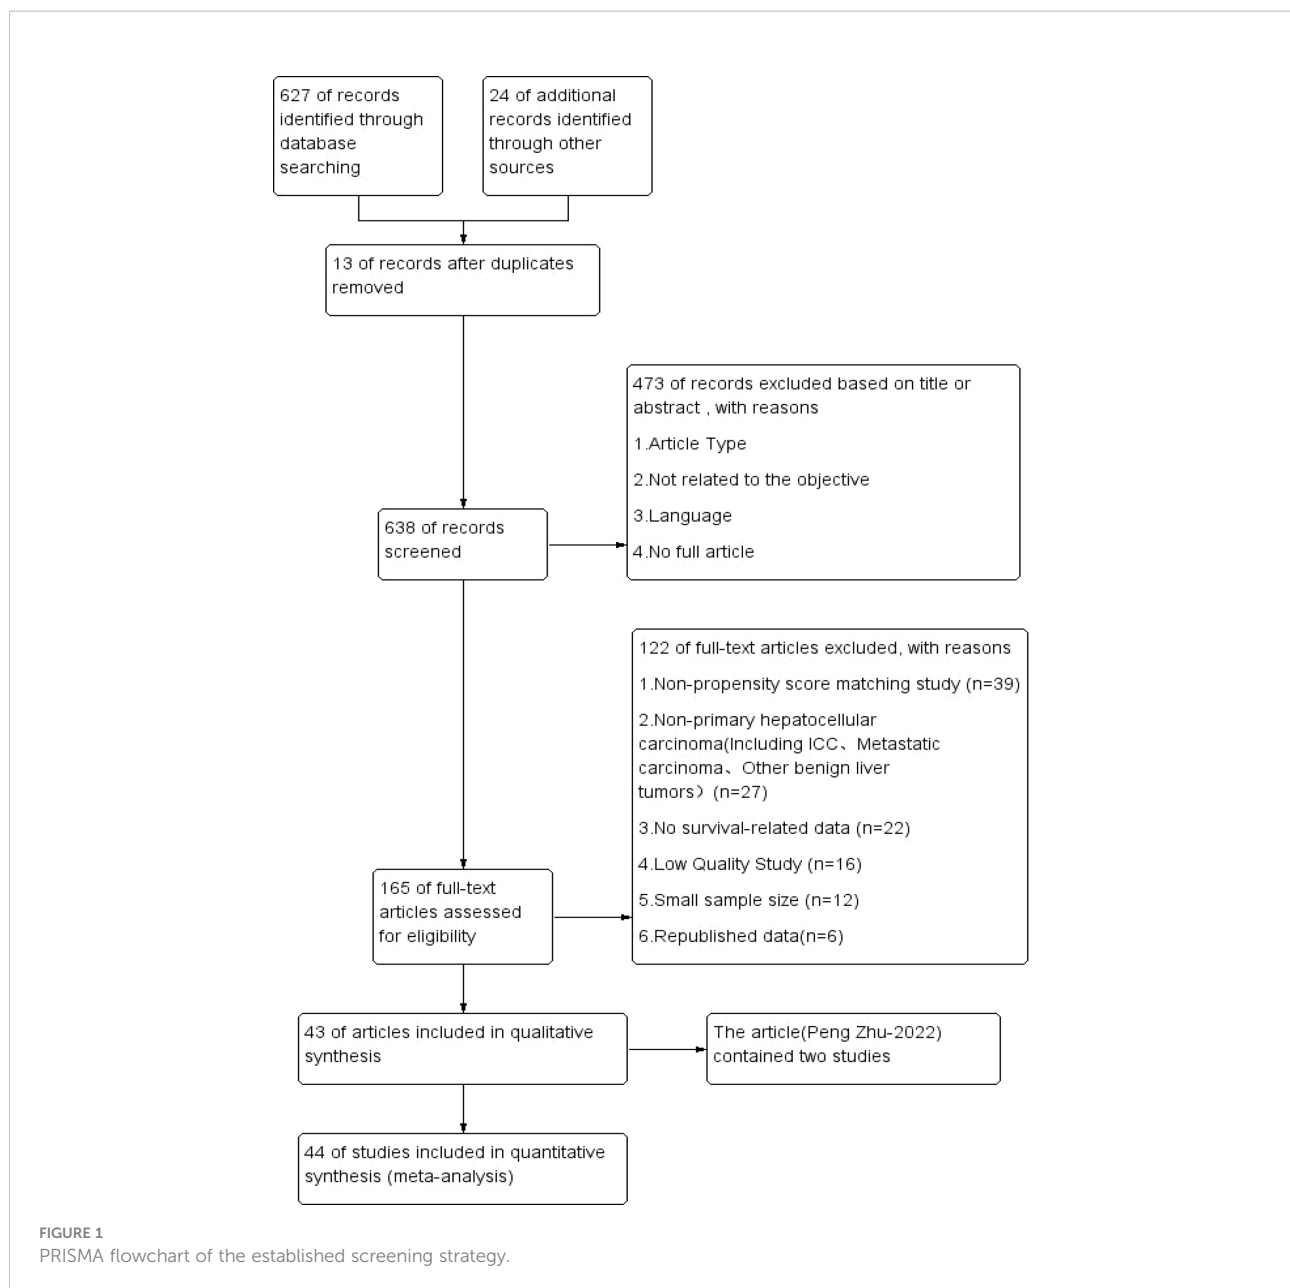 627 of records
identified through
database
searching
24 of additional
records identified
through other
sources
13 of records after duplicates
removed
473 of records excluded based on title or
abstract , with reasons
1.Article Type
2.Not related to the objective
3.Language
4.No full article
638 of records
screened
122 of full-text articles excluded, with reasons
1.Non-propensity score matching study (n=39)
2.Non-primary hepatocellular
carcinoma(Including ICC、Metastatic
carcinoma、Other benign liver
tumors）(n=27)
3.No survival-related data (n=22)
4.Low Quality Study (n=16)
5.Small sample size (n=12)
6.Republished data(n=6)
165 of full-text
articles assessed
for eligibility
43 of articles included in qualitative
synthesis
The article(Peng Zhu-2022)
contained two studies
44 of studies included in quantitative
synthesis (meta-analysis)
FIGURE 1
PRISMA flowchart of the established screening strategy.